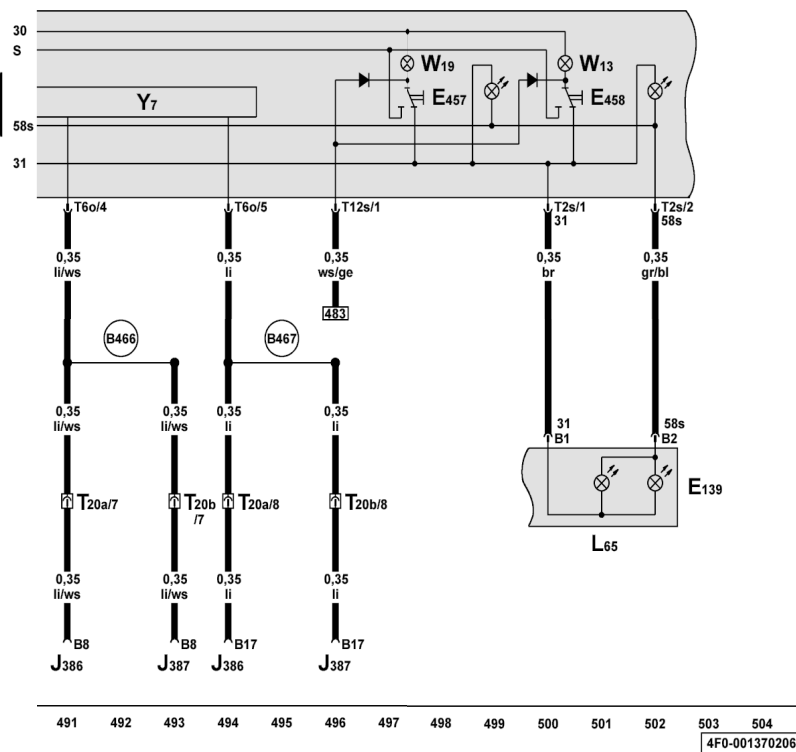 30
S
W19 W13
E457 E458
Y7
58s
31
T6o/4 T6o/5 T12s/1 T2s/1 T2s/2
31 58s
0,35 0,35 0,35 0,35 0,35
li/ws li ws/ge br gr/bl
483
B466 B467
0,35 0,35 0,35 0,35
li/ws li/ws li li
31 58s
B1 B2
T20a/7 T20b T20a/8 T20b/8
/7
E139
L65
0,35 0,35 0,35 0,35
li/ws li/ws li li
B8 B8 B17 B17
J386 J387 J386 J387
491 492 493 494 495 496 497 498 499 500 501 502 503 504
4F0-001370206